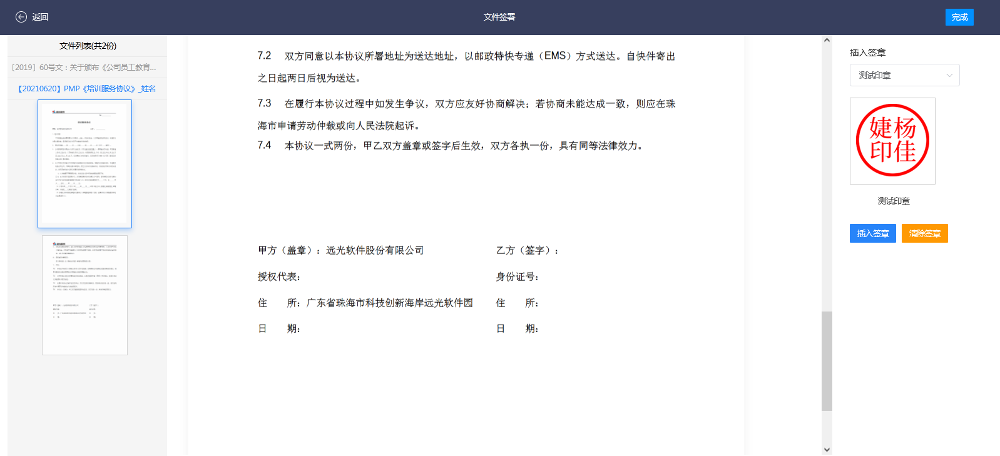 返回
文件签署
完成
文件列表(共2份)
〔2019〕60号文：关于颁布《公司员工教育...
【20210620】PMP《培训服务协议》_姓名
7.2 双方同意以本协议所署地址为送达地址，以邮政特快专递（EMS）方式送达。自快件寄出
之日起两日后视为送达。
7.3 在履行本协议过程中如发生争议，双方应友好协商解决；若协商未能达成一致，则应在珠
海市申请劳动仲裁或向人民法院起诉。
7.4 本协议一式两份，甲乙双方盖章或签字后生效，双方各执一份，具有同等法律效力。
甲方（盖章）：远光软件股份有限公司 乙方（签字）：
授权代表： 身份证号：
住 所：广东省珠海市科技创新海岸远光软件园 住 所：
日 期： 日 期：
插入签章
测试印章
杨佳
婕印
测试印章
插入签章 清除签章